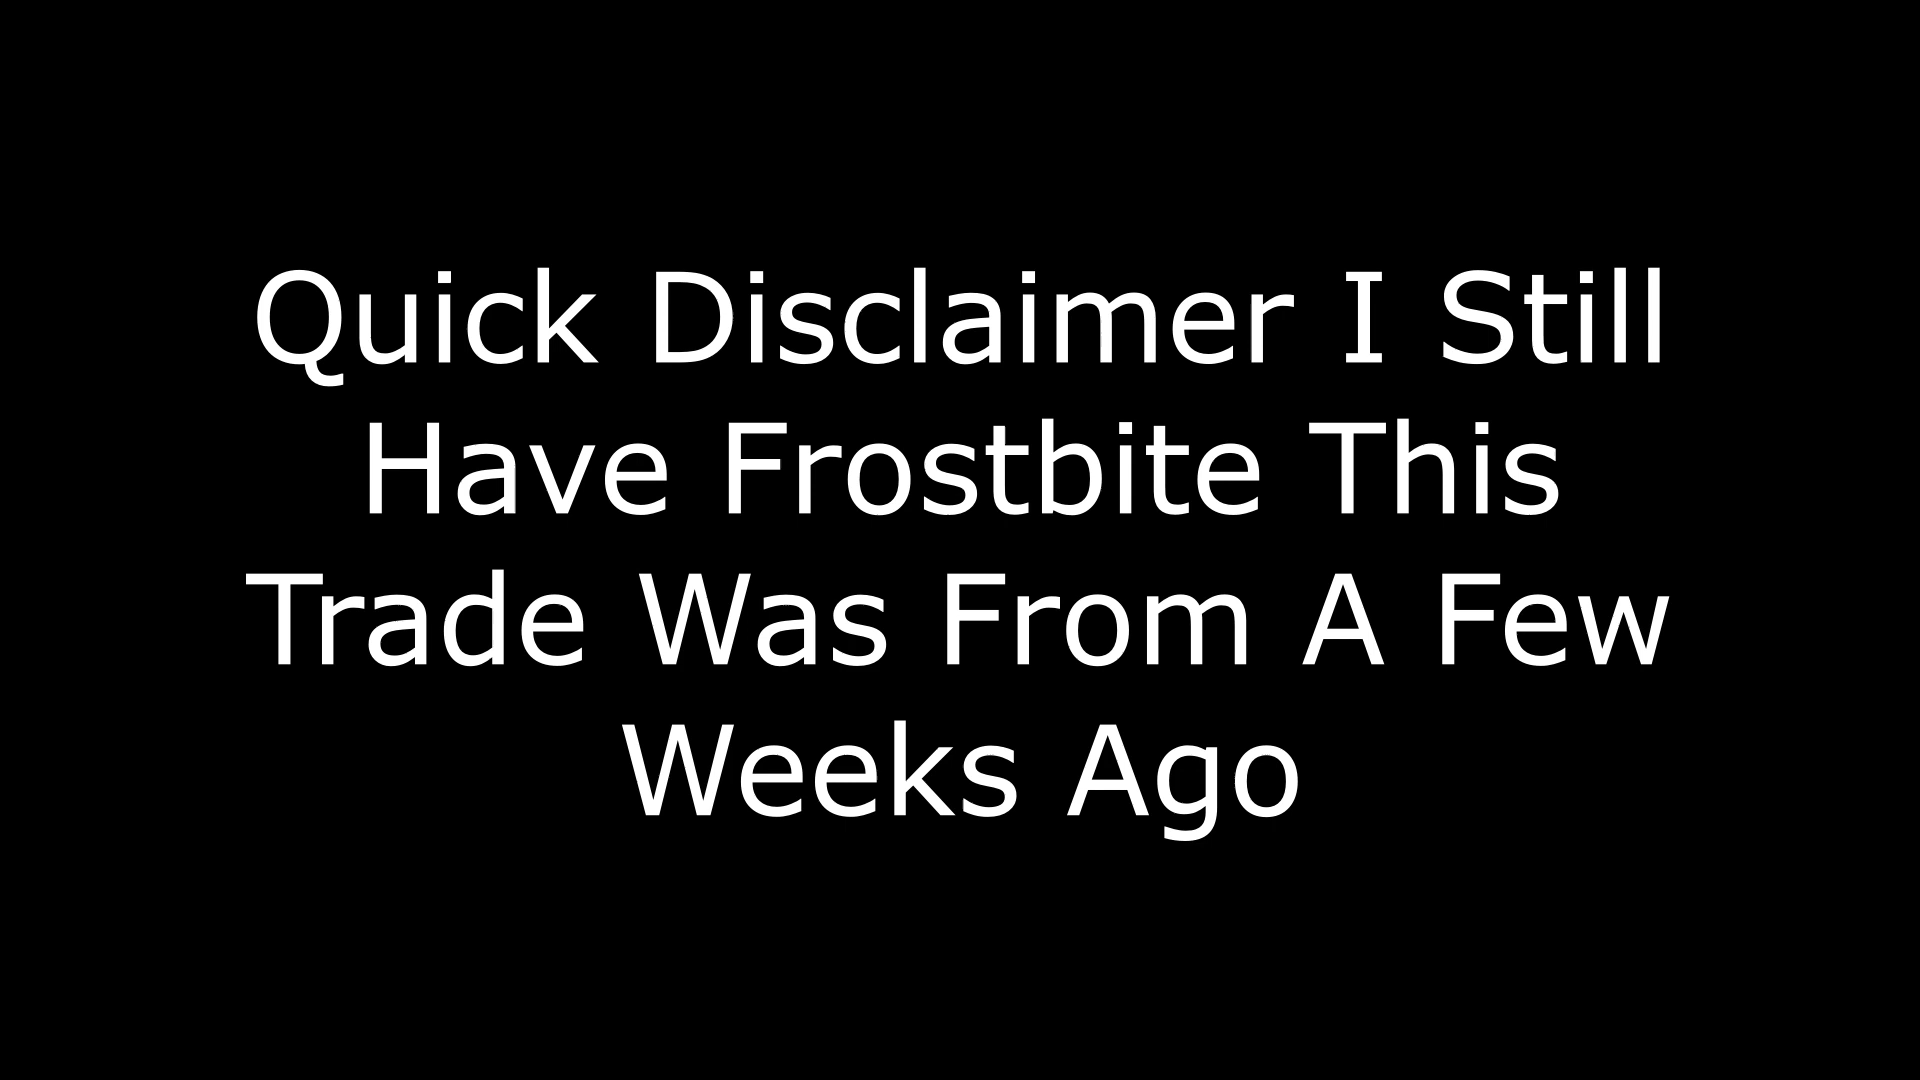 Quick Disclaimer I Still
Have Frostbite This
Trade Was From A Few
Weeks Ago